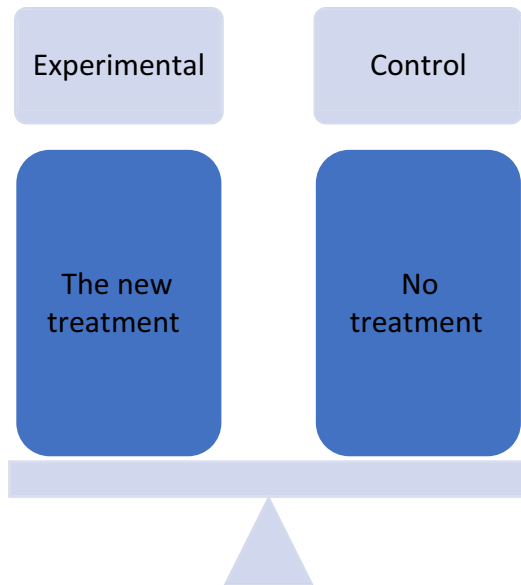 Experimental
Control
The new
treatment
No
treatment